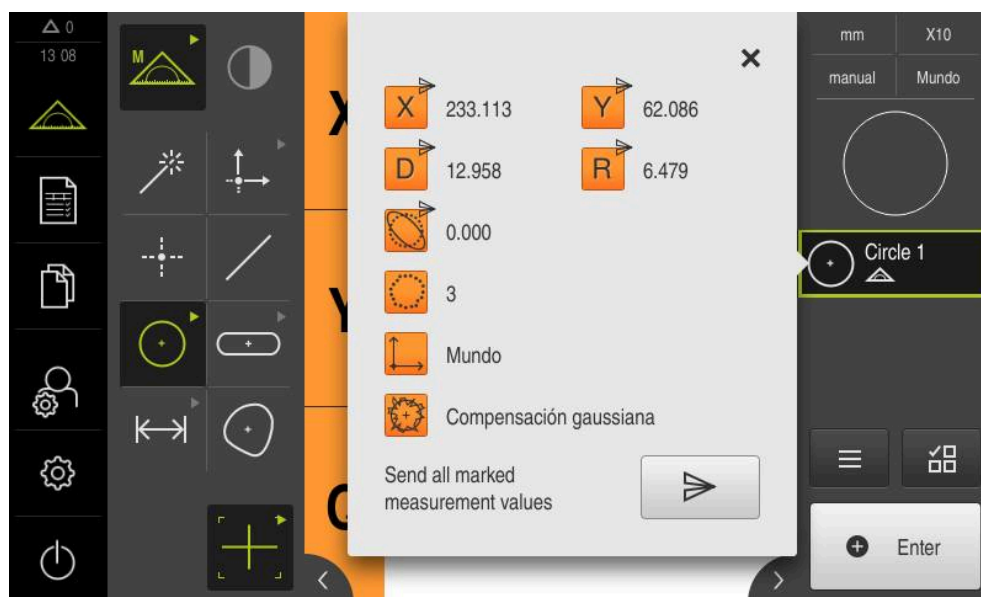 0
13 08
M
X
Y
mm X10
manual Mundo
X 233.113 Y 62.086
D 12.958 R 6.479
0.000
3
Mundo
Compensación gaussiana
Send all marked
measurement values
Circle 1
Enter